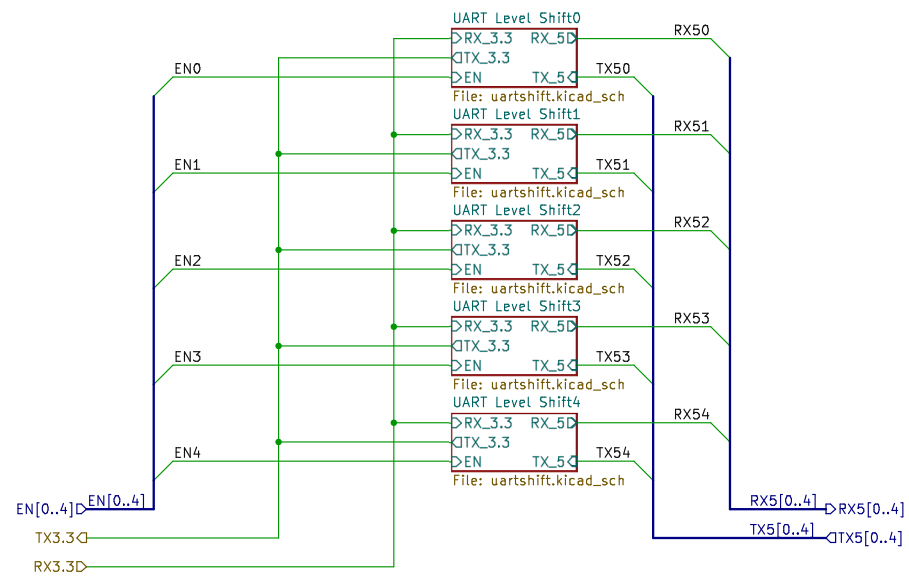 UART Level Shift0
RX_3.3 RX_5 RX50
TX_3.3
EN0 EN TX_5 TX50
File: uartshift.kicad_sch
UART Level Shift1
RX_3.3 RX_5 RX51
TX_3.3
EN1 EN TX_5 TX51
File: uartshift.kicad_sch
UART Level Shift2
RX_3.3 RX_5 RX52
TX_3.3
EN2 EN TX_5 TX52
File: uartshift.kicad_sch
UART Level Shift3
RX_3.3 RX_5 RX53
TX_3.3
EN3 EN TX_5 TX53
File: uartshift.kicad_sch
UART Level Shift4
RX_3.3 RX_5 RX54
TX_3.3
EN4 EN TX_5 TX54
File: uartshift.kicad_sch
EN[0..4] EN[0..4] RX5[0..4] RX5[0..4]
TX3.3 TX5[0..4] TX5[0..4]
RX3.3